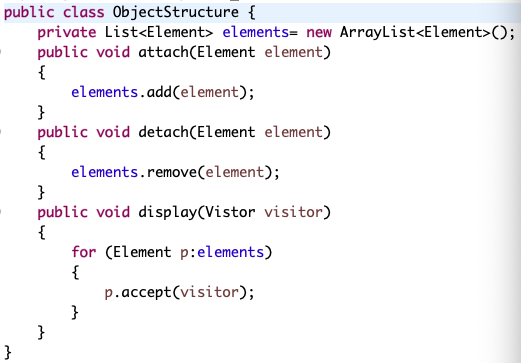 public class ObjectStructure {
    private List<Element> elements= new ArrayList<Element>();
    public void attach(Element element)
    {
        elements.add(element);
    }
    public void detach(Element element)
    {
        elements.remove(element);
    }
    public void display(Vistor visitor)
    {
        for (Element p:elements)
        {
            p.accept(visitor);
        }
    }
}